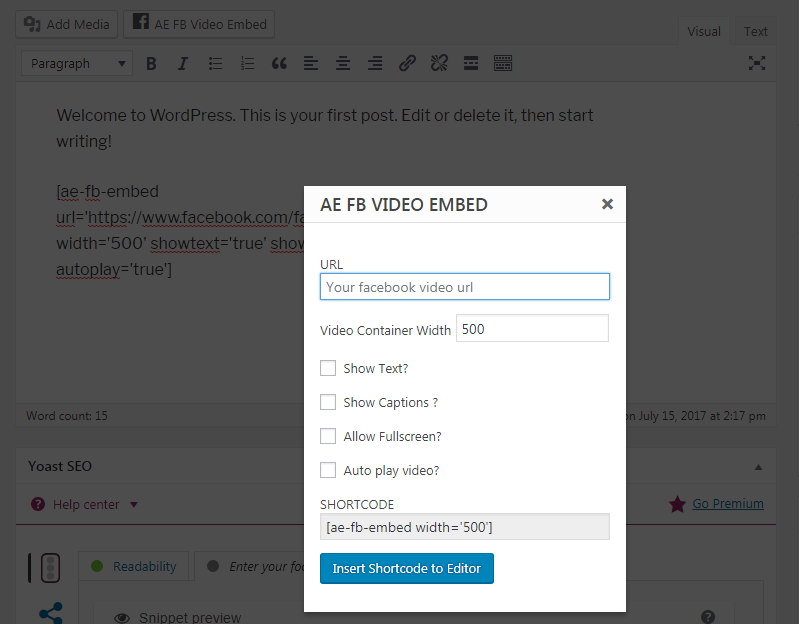 Add Media
AE FB Video Embed
Visual
Text
Paragraph
Welcome to WordPress. This is your first post. Edit or delete it, then start
writing!
[ae-fb-embed
url='https://www.facebook.com/fa
width='500' showtext='true' show
autoplay='true']
AE FB VIDEO EMBED
URL
Your facebook video url
Video Container Width 500
Show Text?
Show Captions ?
Allow Fullscreen?
Auto play video?
SHORTCODE
[ae-fb-embed width='500']
Insert Shortcode to Editor
Word count: 15
on July 15, 2017 at 2:17 pm
Yoast SEO
Help center
Go Premium
Readability
Enter your foc
Snippet preview